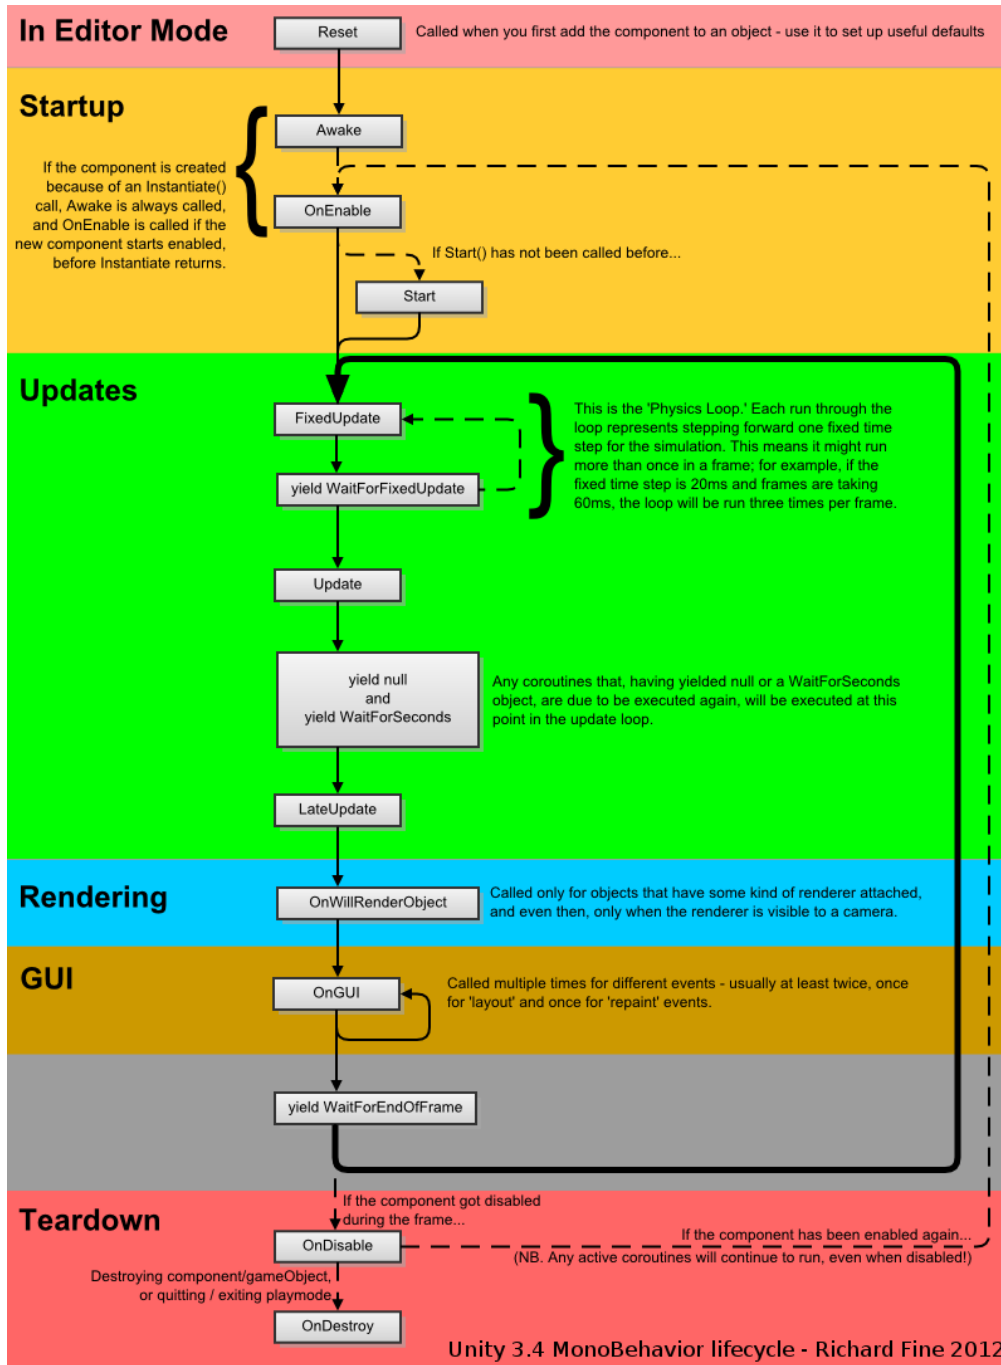 In Editor Mode
Reset
Called when you first add the component to an object - use it to set up useful defaults
Startup
Awake
If the component is created
because of an Instantiate()
call, Awake is always called,
and OnEnable is called if the
new component starts enabled,
before Instantiate returns.
OnEnable
If Start() has not been called before...
Start
Updates
FixedUpdate
This is the 'Physics Loop.' Each run through the
loop represents stepping forward one fixed time
step for the simulation. This means it might run
more than once in a frame; for example, if the
fixed time step is 20ms and frames are taking
60ms, the loop will be run three times per frame.
yield WaitForFixedUpdate
Update
yield null
and
yield WaitForSeconds
Any coroutines that, having yielded null or a WaitForSeconds
object, are due to be executed again, will be executed at this
point in the update loop.
LateUpdate
Rendering
OnWillRenderObject
Called only for objects that have some kind of renderer attached,
and even then, only when the renderer is visible to a camera.
GUI
OnGUI
Called multiple times for different events - usually at least twice, once
for 'layout' and once for 'repaint' events.
yield WaitForEndOfFrame
Teardown
If the component got disabled
during the frame...
OnDisable
If the component has been enabled again...
(NB. Any active coroutines will continue to run, even when disabled!)
Destroying component/gameObject,
or quitting / exiting playmode
OnDestroy
Unity 3.4 MonoBehavior lifecycle - Richard Fine 2012